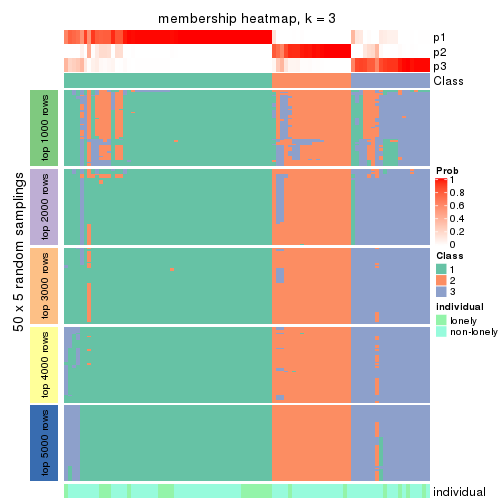 membership heatmap, k = 3
p1
p2
p3
Class
50 x 5 random samplings
top 1000 rows
top 2000 rows
top 3000 rows
top 4000 rows
top 5000 rows
individual
Prob
1
0.8
0.6
0.4
0.2
0
Class
1
2
3
individual
lonely
non-lonely